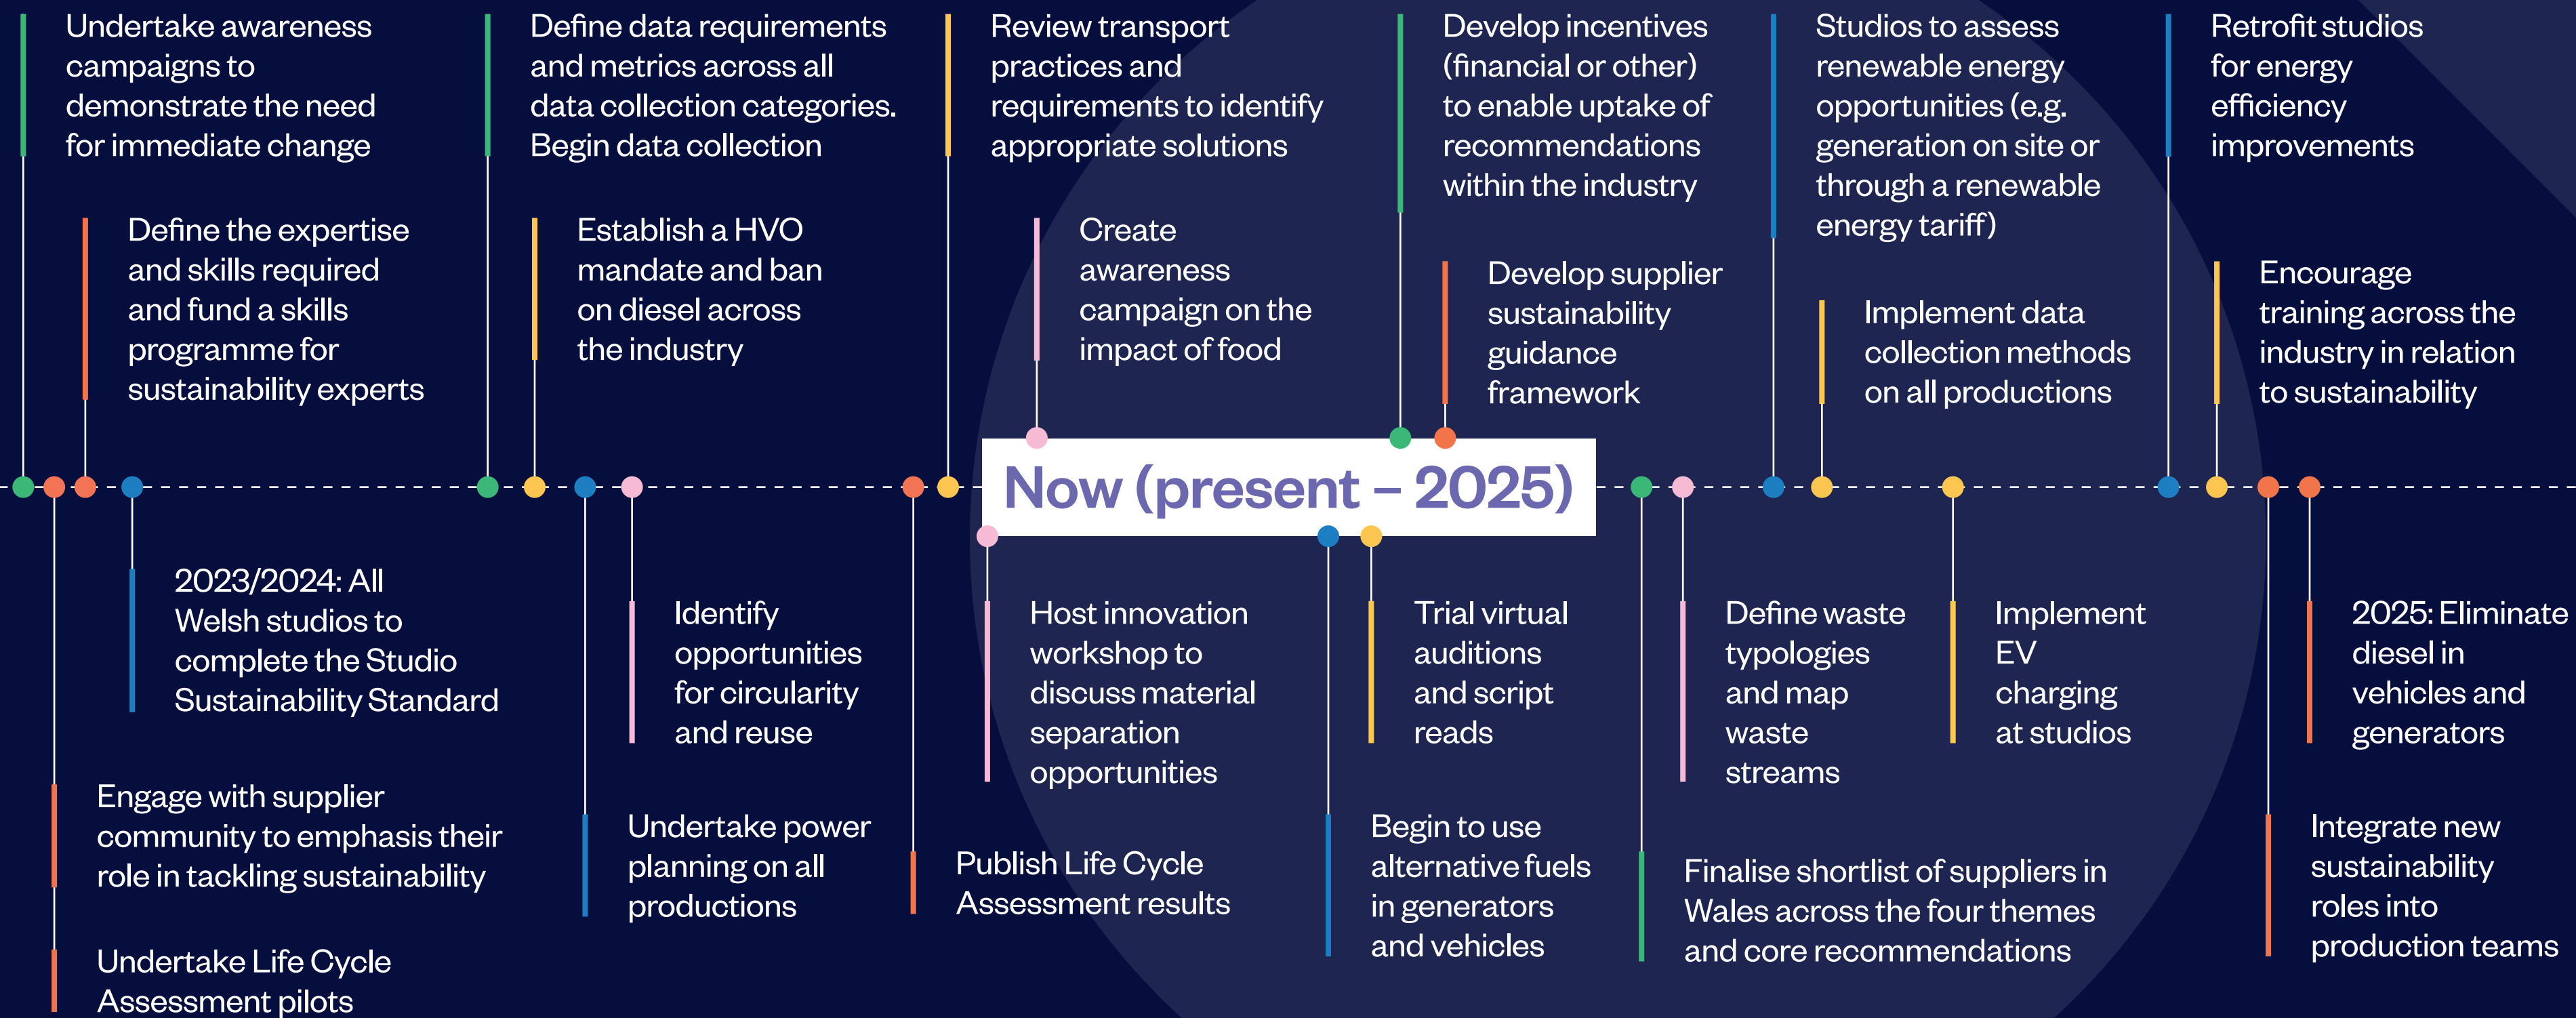 Undertake awareness
campaigns to
demonstrate the need
for immediate change
Define data requirements
and metrics across all
data collection categories.
Begin data collection
Review transport
practices and
requirements to identify
appropriate solutions
Develop incentives
(financial or other)
to enable uptake of
recommendations
within the industry
Studios to assess
renewable energy
opportunities (e.g.
generation on site or
through a renewable
energy tariff)
Retrofit studios
for energy
efficiency
improvements
Define the expertise
and skills required
and fund a skills
programme for
sustainability experts
Establish a HVO
mandate and ban
on diesel across
the industry
Create
awareness
campaign on the
impact of food
Develop supplier
sustainability
guidance
framework
Implement data
collection methods
on all productions
Encourage
training across the
industry in relation
to sustainability
Now (present – 2025)
2023/2024: All
Welsh studios to
complete the Studio
Sustainability Standard
Identify
opportunities
for circularity
and reuse
Host innovation
workshop to
discuss material
separation
opportunities
Trial virtual
auditions
and script
reads
Define waste
typologies
and map
waste
streams
Implement
EV
charging
at studios
2025: Eliminate
diesel in
vehicles and
generators
Engage with supplier
community to emphasis their
role in tackling sustainability
Undertake power
planning on all
productions
Publish Life Cycle
Assessment results
Begin to use
alternative fuels
in generators
and vehicles
Finalise shortlist of suppliers in
Wales across the four themes
and core recommendations
Integrate new
sustainability
roles into
production teams
Undertake Life Cycle
Assessment pilots